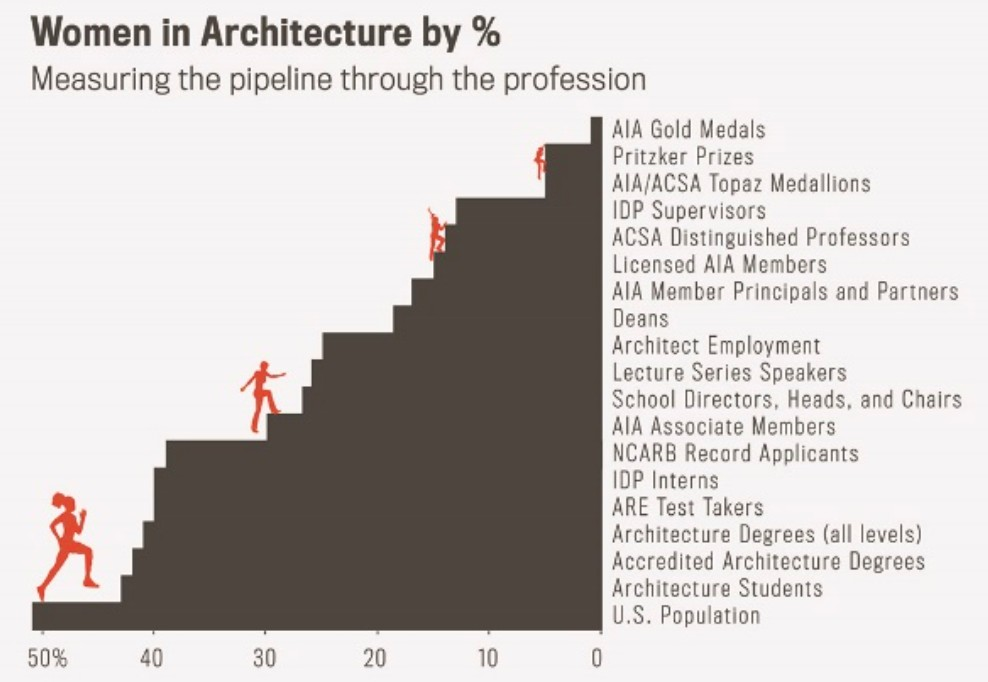 Women in Architecture by %
Measuring the pipeline through the profession
AIA Gold Medals
Pritzker Prizes
AIA/ACSA Topaz Medallions
IDP Supervisors
ACSA Distinguished Professors
Licensed AIA Members
AIA Member Principals and Partners
Deans
Architect Employment
Lecture Series Speakers
School Directors, Heads, and Chairs
AIA Associate Members
NCARB Record Applicants
IDP Interns
ARE Test Takers
Architecture Degrees (all levels)
Accredited Architecture Degrees
Architecture Students
U.S. Population
50% 40 30 20 10 0